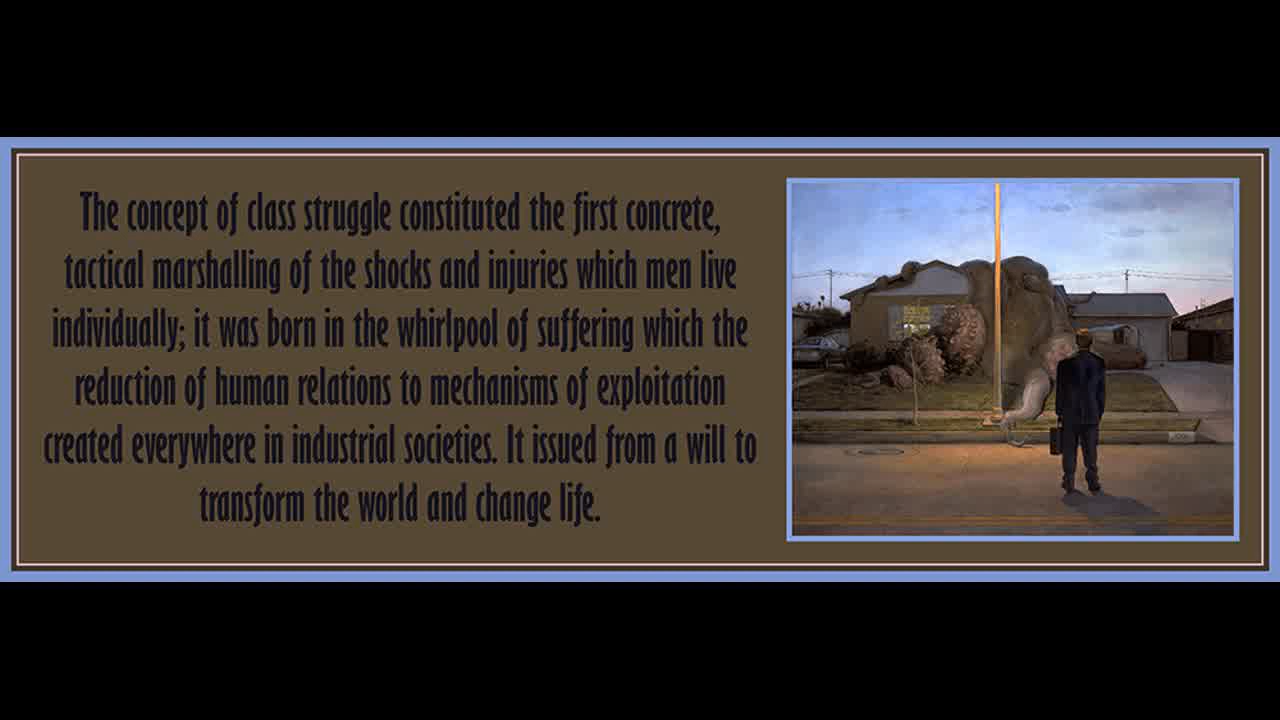 The concept of class struggle constituted the first concrete,
tactical marshalling of the shocks and injuries which men live
individually; it was born in the whirlpool of suffering which the
reduction of human relations to mechanisms of exploitation
created everywhere in industrial societies. It issued from a will to
transform the world and change life.